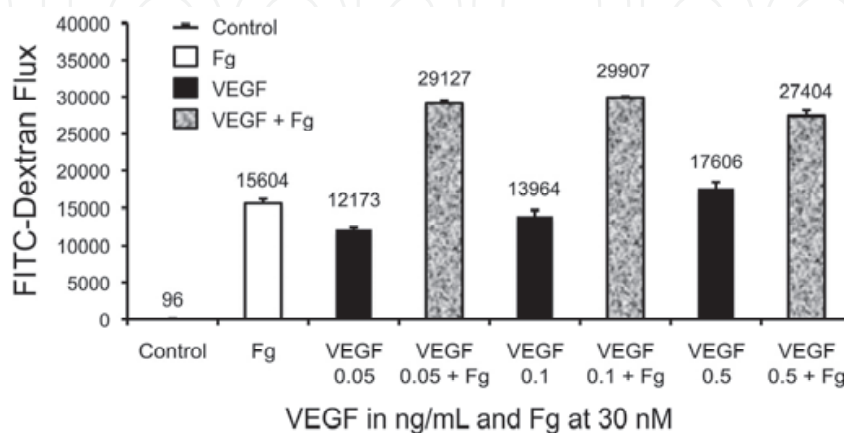 40000
35000
30000
25000
20000
15000
10000
5000
0
FITC-Dextran Flux
Control
Fg
VEGF
VEGF + Fg
96
15604
12173
29127
13964
29907
17606
27404
Control Fg VEGF VEGF VEGF VEGF VEGF VEGF
0.05 0.05 + Fg 0.1 0.1 + Fg 0.5 0.5 + Fg
VEGF in ng/mL and Fg at 30 nM